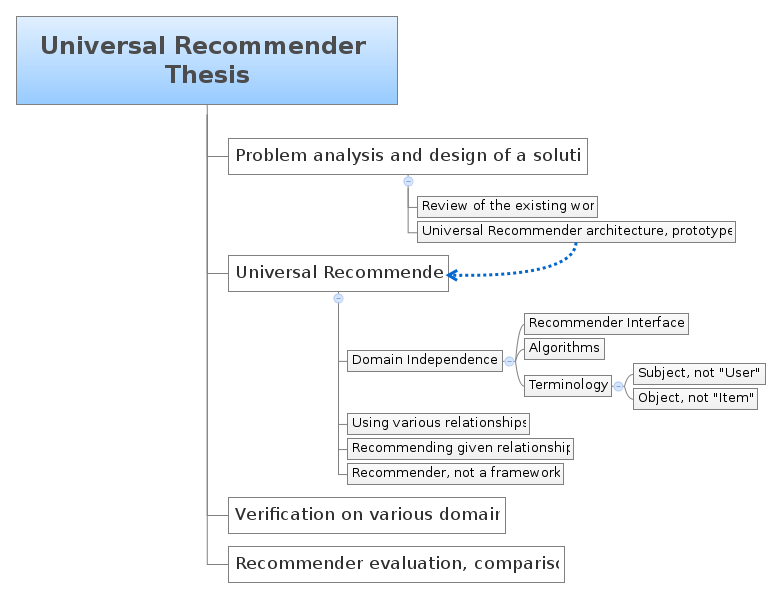 Universal Recommender
Thesis
Problem analysis and design of a soluti
Review of the existing wor
Universal Recommender architecture, prototype
Universal Recommende
Recommender Interface
Domain Independence
Algorithms
Terminology
Subject, not "User"
Object, not "Item"
Using various relationships
Recommending given relationship
Recommender, not a framework
Verification on various domain
Recommender evaluation, compariso